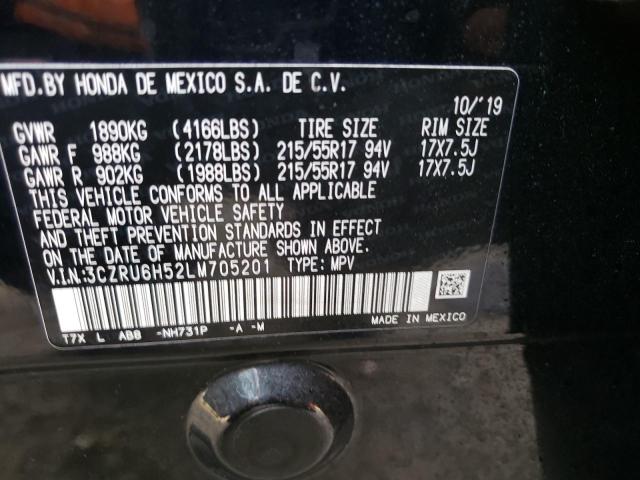 MFD.BY HONDA DE MEXICO S.A. DE C.V.
10/'19
GVWR 1890KG (4166LBS) TIRE SIZE RIM SIZE
GAWR F 988KG (2178LBS) 215/55R17 94V 17X7.5J
GAWR R 902KG (1988LBS) 215/55R17 94V 17X7.5J
THIS VEHICLE CONFORMS TO ALL APPLICABLE
FEDERAL MOTOR VEHICLE SAFETY
AND THEFT PREVENTION STANDARDS IN EFFECT
ON THE DATE OF MANUFACTURE SHOWN ABOVE.
V.I.N:3CZRU6H52LM705201 TYPE: MPV
T7X L AB0 -NH731P -A -M MADE IN MEXICO